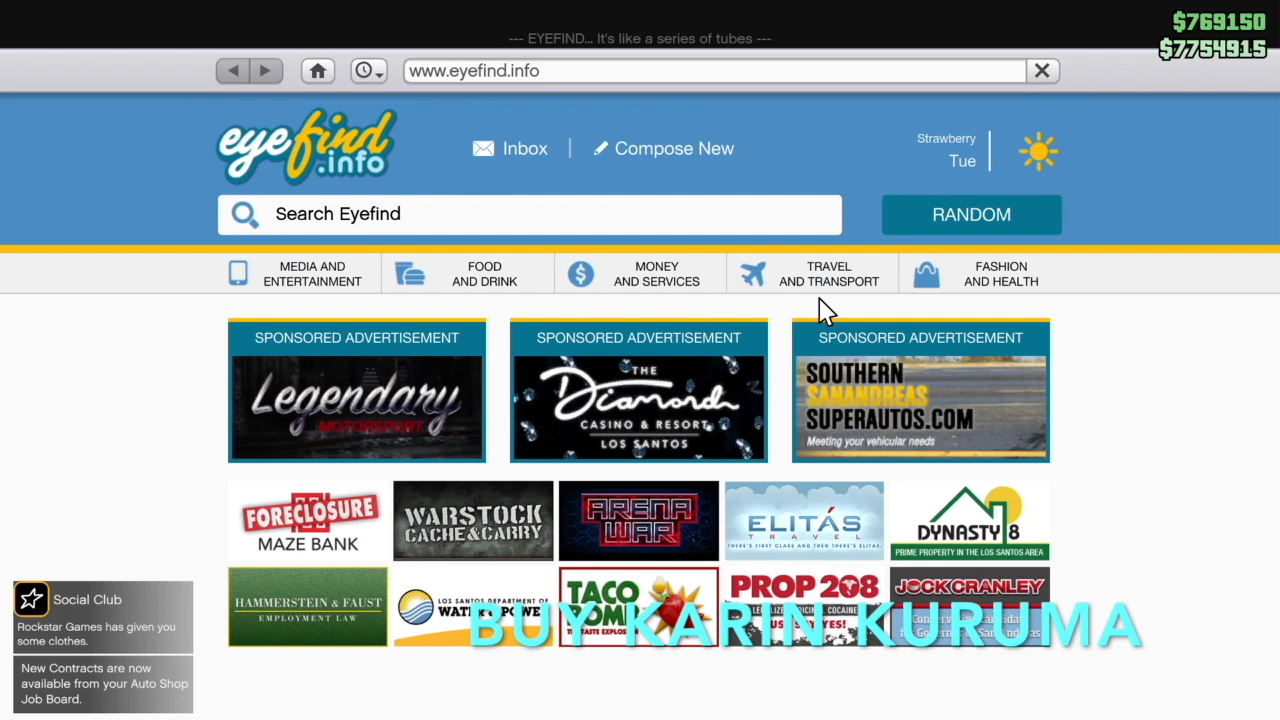 $769150
$7754915
--- EYEFIND... It's like a series of tubes ---
www.eyefind.info
eyefind.info
Inbox
Compose New
Strawberry
Tue
Search Eyefind
RANDOM
MEDIA AND ENTERTAINMENT
FOOD AND DRINK
MONEY AND SERVICES
TRAVEL AND TRANSPORT
FASHION AND HEALTH
SPONSORED ADVERTISEMENT
Legendary
MOTORSPORT
SPONSORED ADVERTISEMENT
THE
Diamond
CASINO & RESORT
LOS SANTOS
SPONSORED ADVERTISEMENT
SOUTHERN
SANANDREAS
SUPERAUTOS.COM
Meeting your vehicular needs
FORECLOSURE
MAZE BANK
WARSTOCK
CACHE & CARRY
ARENA
WAR
ELITÁS
TRAVEL
THERE'S FIRST CLASS AND THEN THERE'S ELITAS.
DYNASTY 8
PRIME PROPERTY IN THE LOS SANTOS AREA
HAMMERSTEIN & FAUST
EMPLOYMENT LAW
LOS SANTOS DEPARTMENT OF
WATER & POWER
TACO
BOMB
PROP 208
JOCK CRANLEY
BUY KARIN KURUMA
Social Club
Rockstar Games has given you
some clothes.
New Contracts are now
available from your Auto Shop
Job Board.